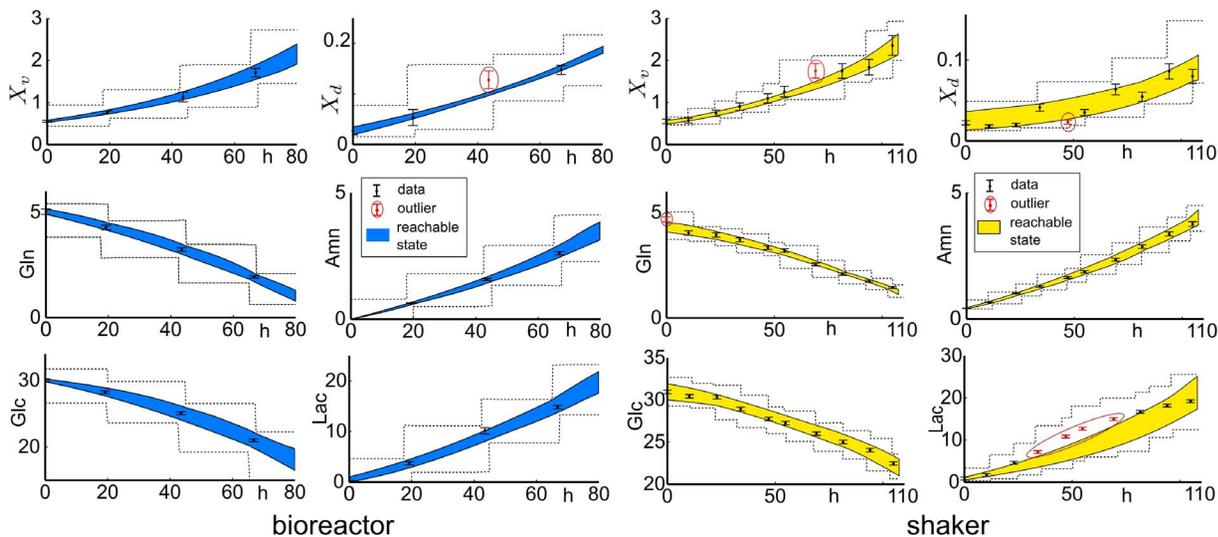 3
2
1
0
X_v
0 20 40 60 h 80
0.2
0
X_d
0 20 40 60 h 80
3
2
1
0
X_v
0 50 h 110
0.1
0
X_d
0 50 h 110
5
0
Gln
0 20 40 60 h 80
5
0
Amn
0 20 40 60 h 80
data
outlier
reachable
state
5
0
Gln
0 50 h 110
5
0
Amn
0 50 h 110
data
outlier
reachable
state
30
20
Glc
0 20 40 60 h 80
20
10
0
Lac
0 20 40 60 h 80
35
30
25
20
Glc
0 50 h 110
30
20
10
0
Lac
0 50 h 110
bioreactor
shaker